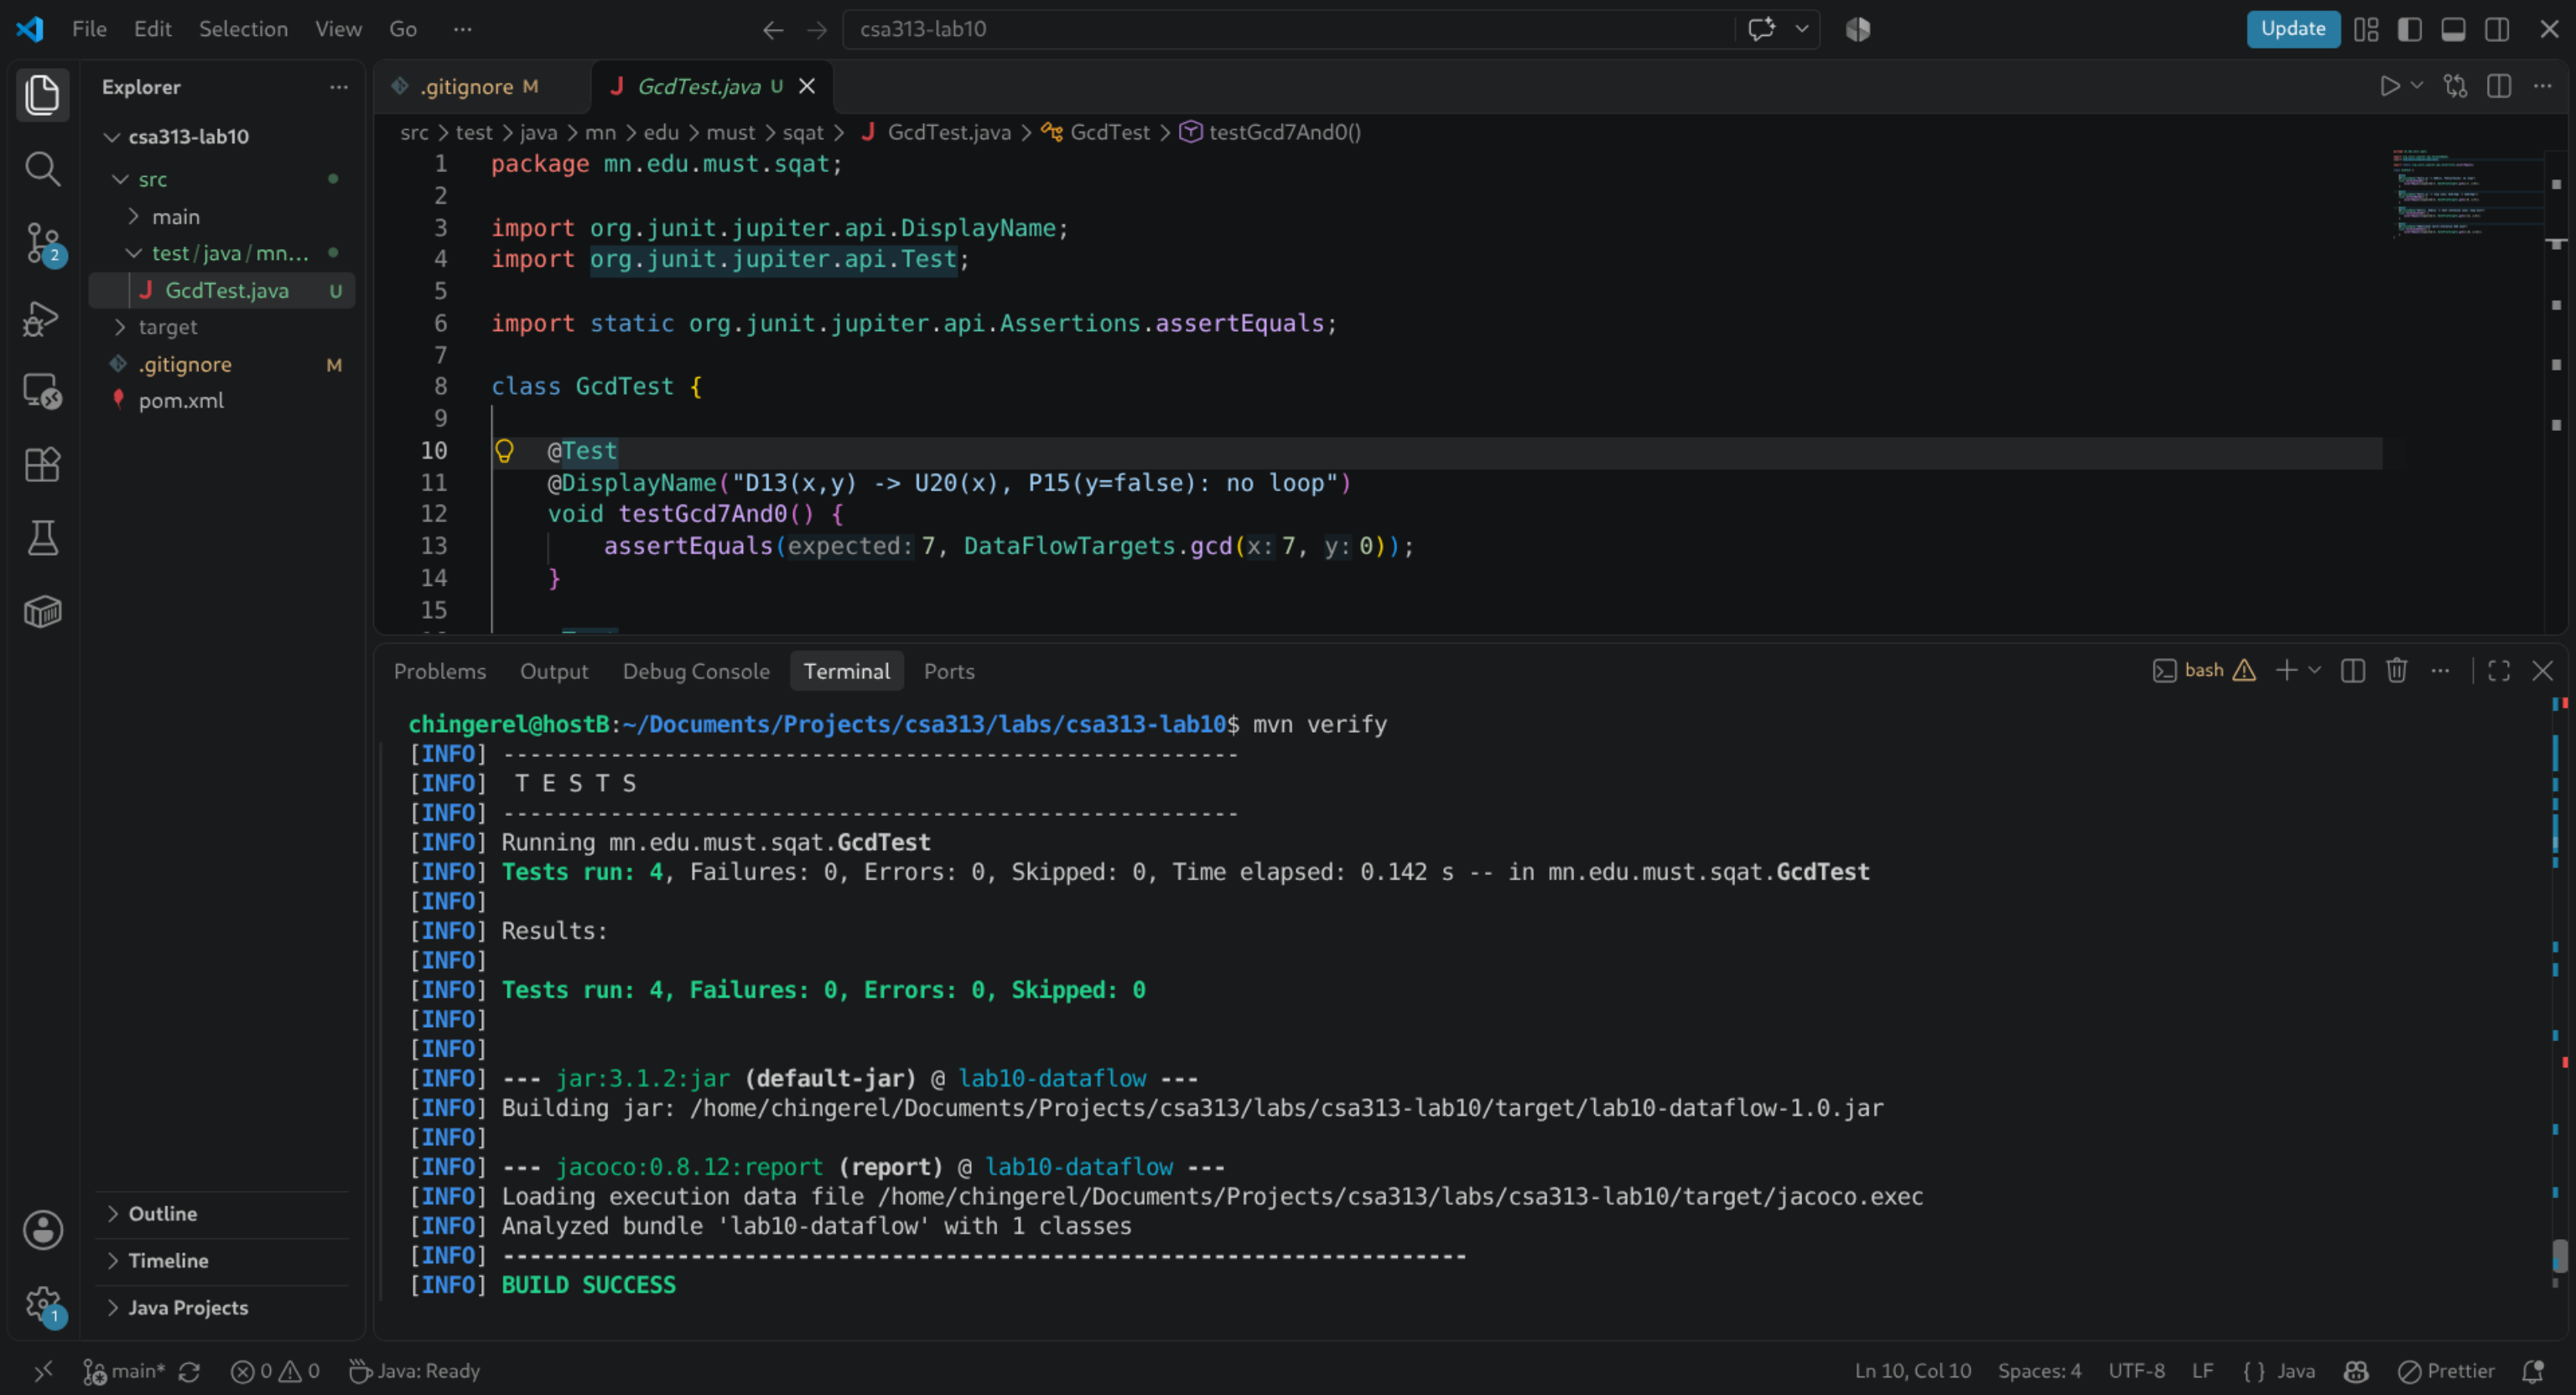 File Edit Selection View Go ··· csa313-lab10 Update
Explorer ···
csa313-lab10
src
main
test/java/mn...
GcdTest.java U
target
.gitignore M
pom.xml
Outline
Timeline
Java Projects
2
1
.gitignore M GcdTest.java U
src > test > java > mn > edu > must > sqat > GcdTest.java > GcdTest > testGcd7And0()
1 package mn.edu.must.sqat;
2
3 import org.junit.jupiter.api.DisplayName;
4 import org.junit.jupiter.api.Test;
5
6 import static org.junit.jupiter.api.Assertions.assertEquals;
7
8 class GcdTest {
9
10 @Test
11 @DisplayName("D13(x,y) -> U20(x), P15(y=false): no loop")
12 void testGcd7And0() {
13 assertEquals(expected: 7, DataFlowTargets.gcd(x: 7, y: 0));
14 }
15
Problems Output Debug Console Terminal Ports bash
chingerel@hostB:~/Documents/Projects/csa313/labs/csa313-lab10$ mvn verify
[INFO] -------------------------------------------------------
[INFO]  T E S T S
[INFO] -------------------------------------------------------
[INFO] Running mn.edu.must.sqat.GcdTest
[INFO] Tests run: 4, Failures: 0, Errors: 0, Skipped: 0, Time elapsed: 0.142 s -- in mn.edu.must.sqat.GcdTest
[INFO]
[INFO] Results:
[INFO]
[INFO] Tests run: 4, Failures: 0, Errors: 0, Skipped: 0
[INFO]
[INFO]
[INFO] --- jar:3.1.2:jar (default-jar) @ lab10-dataflow ---
[INFO] Building jar: /home/chingerel/Documents/Projects/csa313/labs/csa313-lab10/target/lab10-dataflow-1.0.jar
[INFO]
[INFO] --- jacoco:0.8.12:report (report) @ lab10-dataflow ---
[INFO] Loading execution data file /home/chingerel/Documents/Projects/csa313/labs/csa313-lab10/target/jacoco.exec
[INFO] Analyzed bundle 'lab10-dataflow' with 1 classes
[INFO] ------------------------------------------------------------------------
[INFO] BUILD SUCCESS
main* 0 0 Java: Ready Ln 10, Col 10 Spaces: 4 UTF-8 LF {} Java Prettier